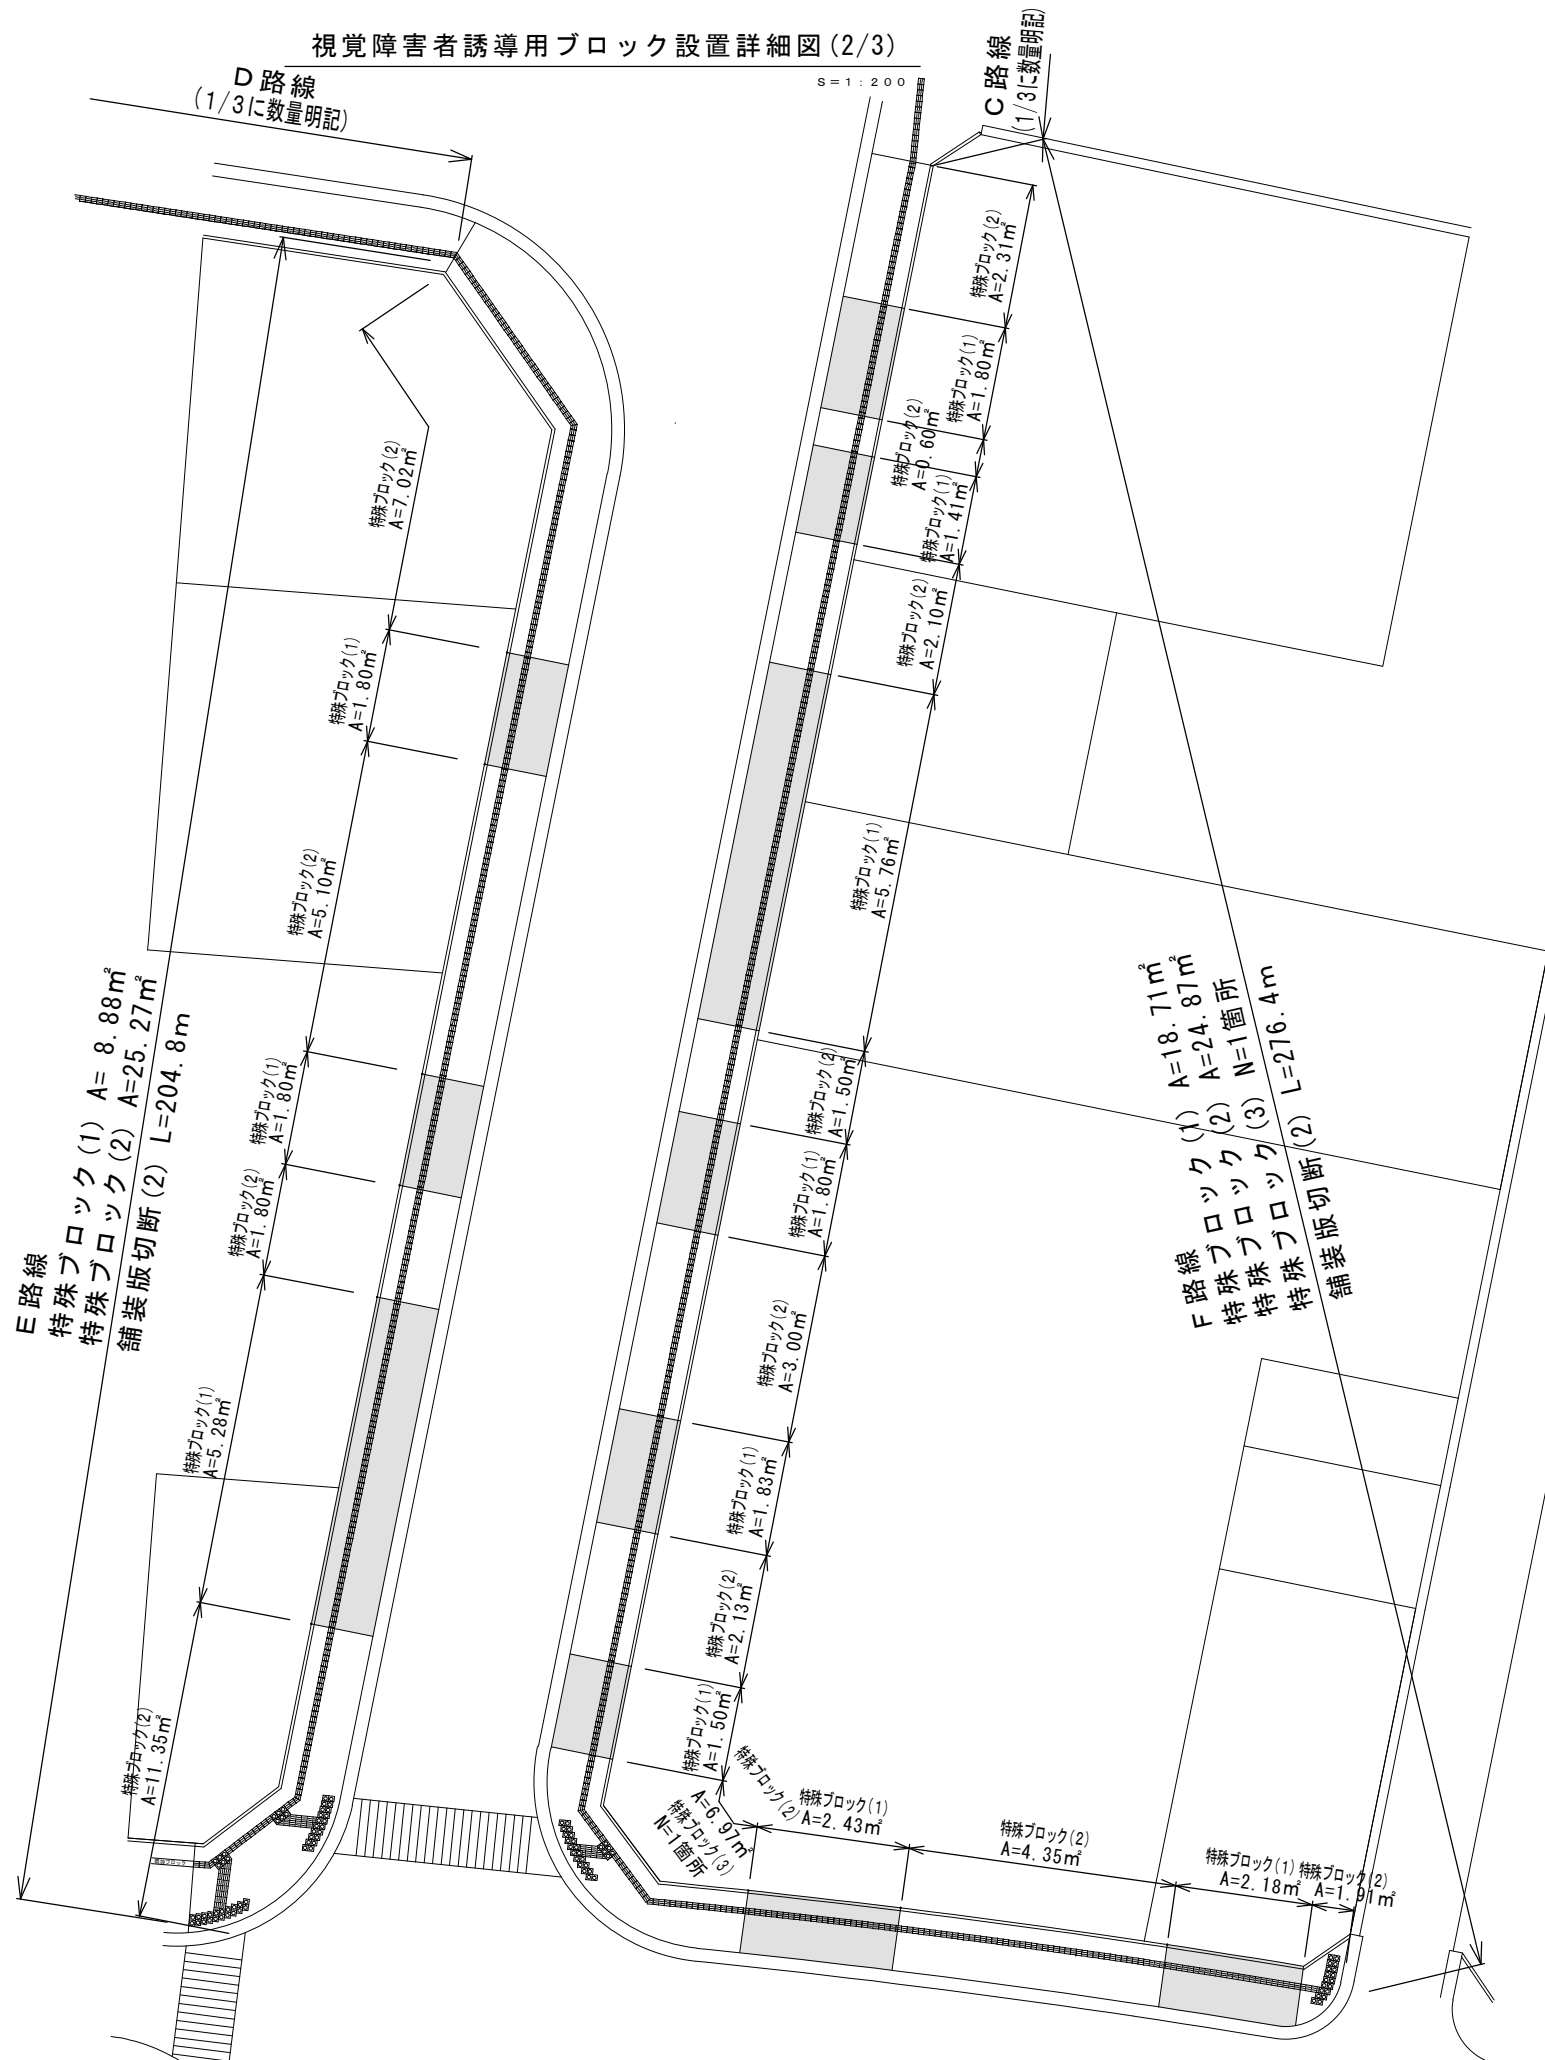 視覚障害者誘導用ブロック設置詳細図(2/3)
S=1:200
D路線
(1/3に数量明記)
C路線
(1/3に数量明記)
特殊ブロック(2)
A=7.02㎡
特殊ブロック(1)
A=1.80㎡
特殊ブロック(2)
A=5.10㎡
特殊ブロック(1)
A=1.80㎡
特殊ブロック(2)
A=1.80㎡
特殊ブロック(1)
A=5.28㎡
特殊ブロック(2)
A=11.35㎡
E路線
特殊ブロック(1) A= 8.88㎡
特殊ブロック(2) A=25.27㎡
舗装版切断(2) L=204.8m
特殊ブロック(2)
A=2.31㎡
特殊ブロック(1)
A=1.80㎡
特殊ブロック(2)
A=0.60㎡
特殊ブロック(1)
A=1.41㎡
特殊ブロック(2)
A=2.10㎡
特殊ブロック(1)
A=5.76㎡
特殊ブロック(2)
A=1.50㎡
特殊ブロック(1)
A=1.80㎡
特殊ブロック(2)
A=3.00㎡
特殊ブロック(1)
A=1.83㎡
特殊ブロック(2)
A=2.13㎡
特殊ブロック(1)
A=1.50㎡
特殊ブロック(2)
A=6.97㎡
特殊ブロック(3)
N=1箇所
特殊ブロック(1)
A=2.43㎡
特殊ブロック(2)
A=4.35㎡
特殊ブロック(1)
A=2.18㎡
特殊ブロック(2)
A=1.91㎡
F路線
特殊ブロック(1) A=18.71㎡
特殊ブロック(2) A=24.87㎡
特殊ブロック(3) N=1箇所
舗装版切断(2) L=276.4m